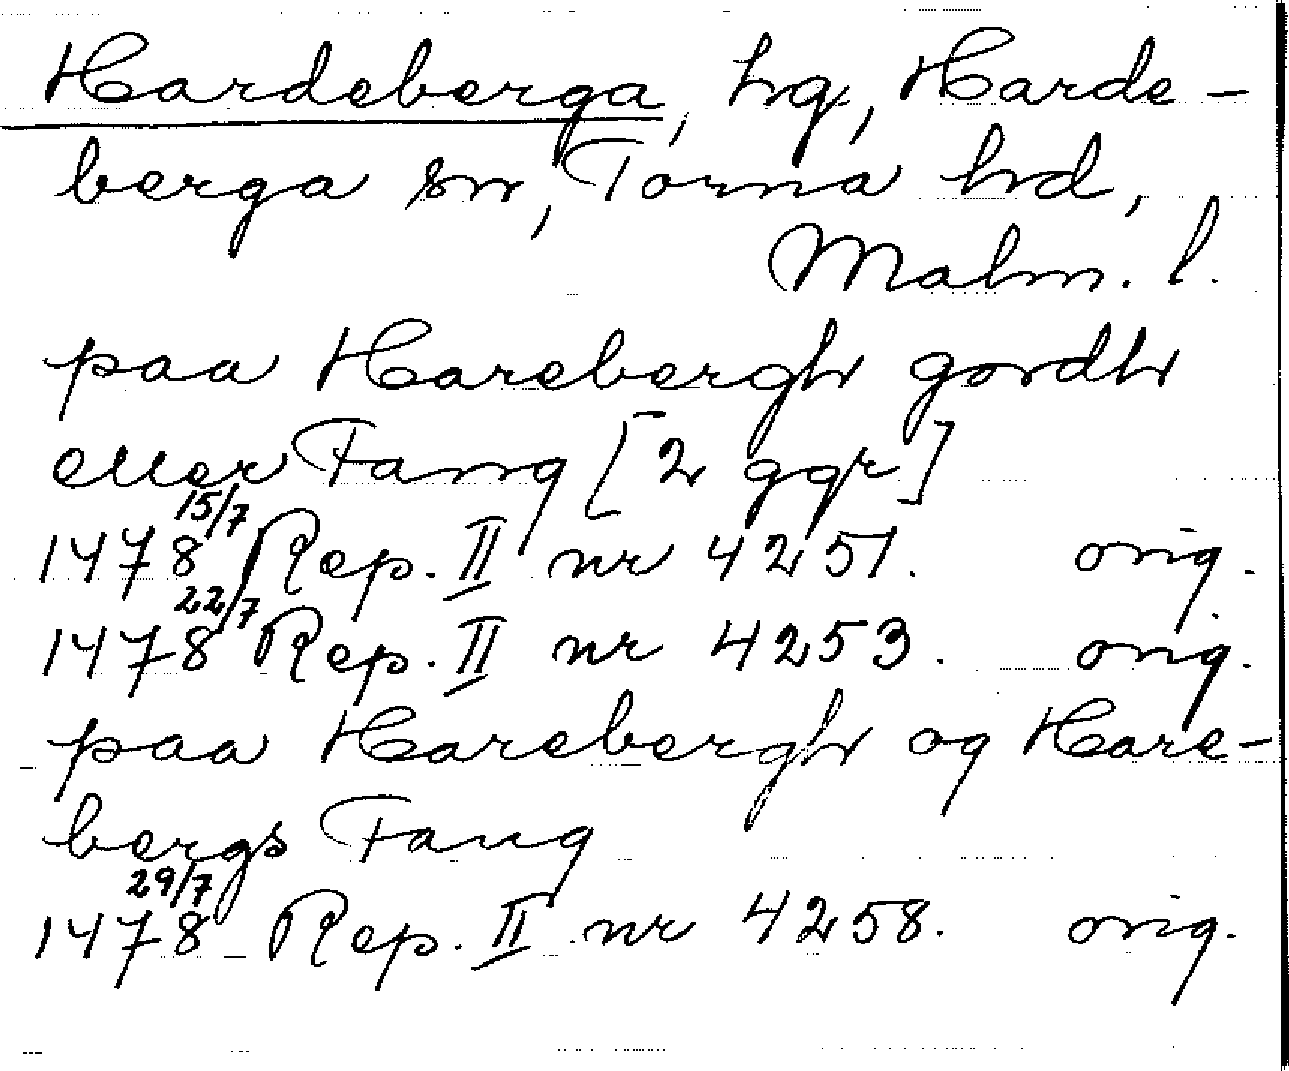 Hardeberga, hg, Harde-
berga sn, Torna hd,
Malm. l.
paa Harebergh gordh
eller Fang [2 ggr]
1478 15/7 Rep. II nr 4251. orig.
1478 22/7 Rep. II nr 4253. orig.
paa Harebergh og Hare-
bergs Fang
1478 29/7 Rep. II nr 4258. orig.